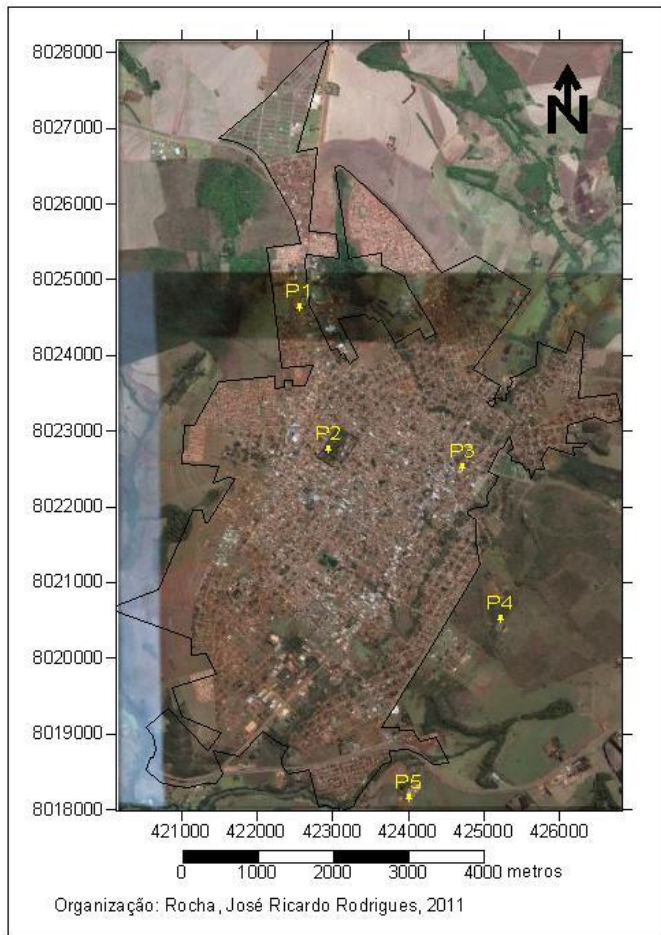 8028000
N
8027000
8026000
8025000
P1
8024000
8023000
P2
P3
8022000
8021000
P4
8020000
8019000
P5
8018000
421000 422000 423000 424000 425000 426000
0 1000 2000 3000 4000 metros
Organização: Rocha, José Ricardo Rodrigues, 2011